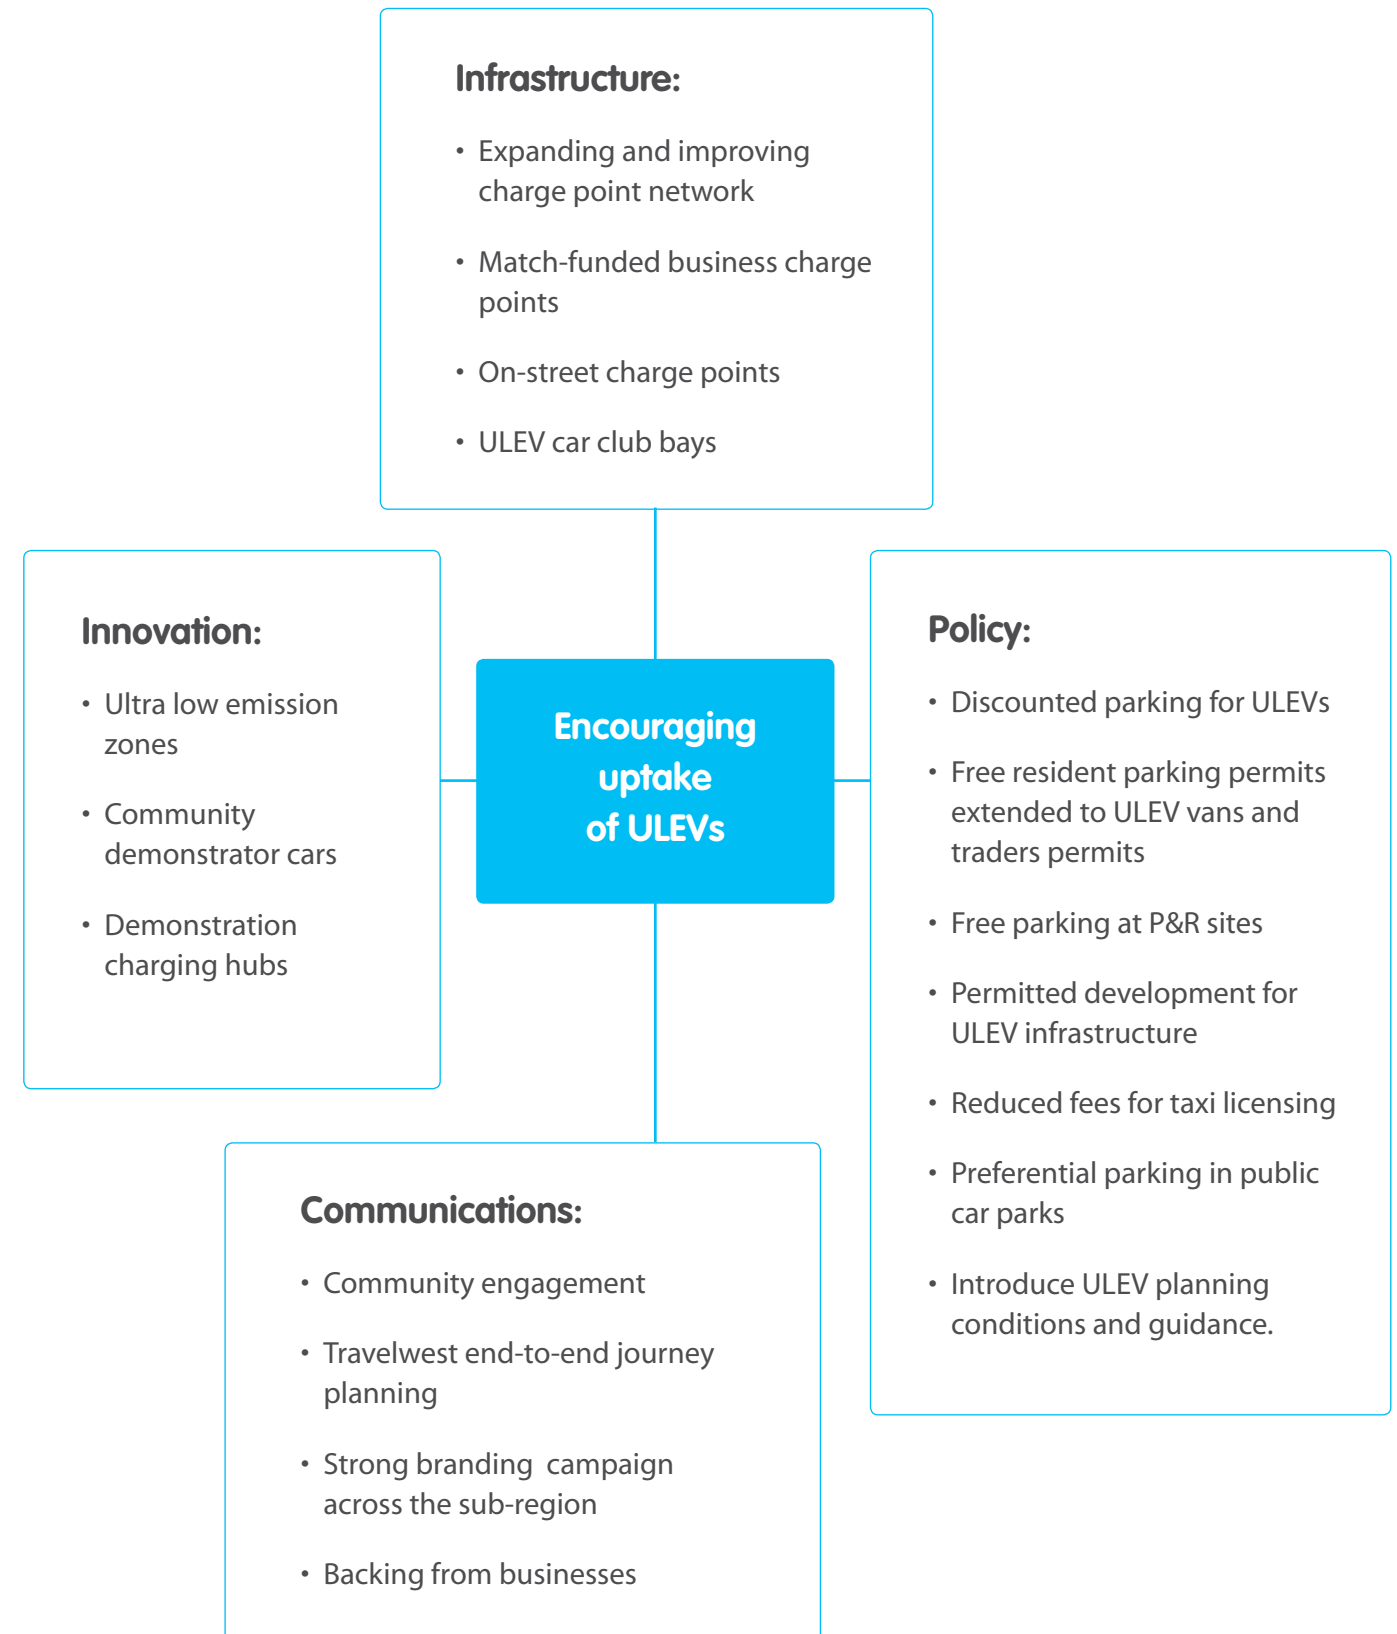 Infrastructure:
• Expanding and improving
charge point network
• Match-funded business charge
points
• On-street charge points
• ULEV car club bays
Innovation:
• Ultra low emission
zones
• Community
demonstrator cars
• Demonstration
charging hubs
Encouraging
uptake
of ULEVs
Policy:
• Discounted parking for ULEVs
• Free resident parking permits
extended to ULEV vans and
traders permits
• Free parking at P&R sites
• Permitted development for
ULEV infrastructure
• Reduced fees for taxi licensing
• Preferential parking in public
car parks
• Introduce ULEV planning
conditions and guidance.
Communications:
• Community engagement
• Travelwest end-to-end journey
planning
• Strong branding  campaign
across the sub-region
• Backing from businesses